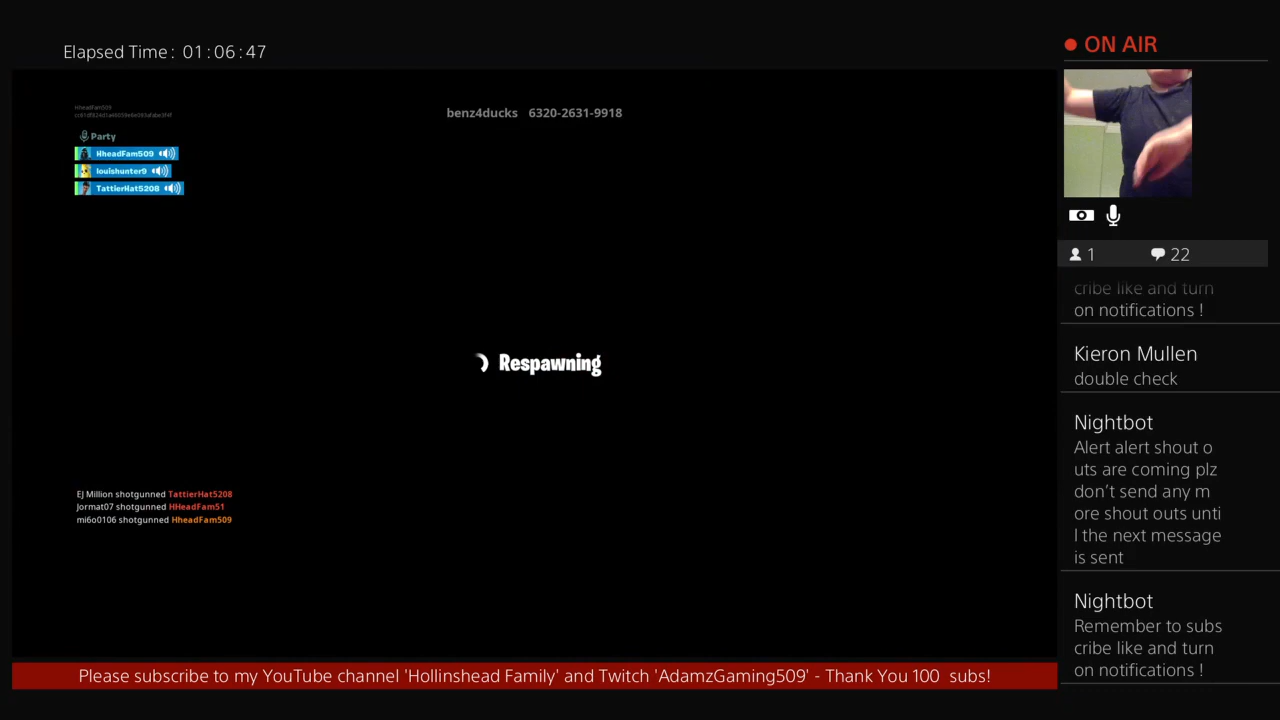 Elapsed Time: 01:06:47
ON AIR
HheadFam509
benz4ducks 6320-2631-9918
Party
HheadFam509
louishunter9
TattierHat5208
1 22
cribe like and turn
on notifications !
Kieron Mullen
double check
Respawning
Nightbot
Alert alert shout o
uts are coming plz
don't send any m
ore shout outs unti
l the next message
is sent
EJ Million shotgunned TattierHat5208
Jormat07 shotgunned HHeadFam51
mi6o0106 shotgunned HheadFam509
Nightbot
Remember to subs
cribe like and turn
on notifications !
Please subscribe to my YouTube channel 'Hollinshead Family' and Twitch 'AdamzGaming509' - Thank You 100 subs!